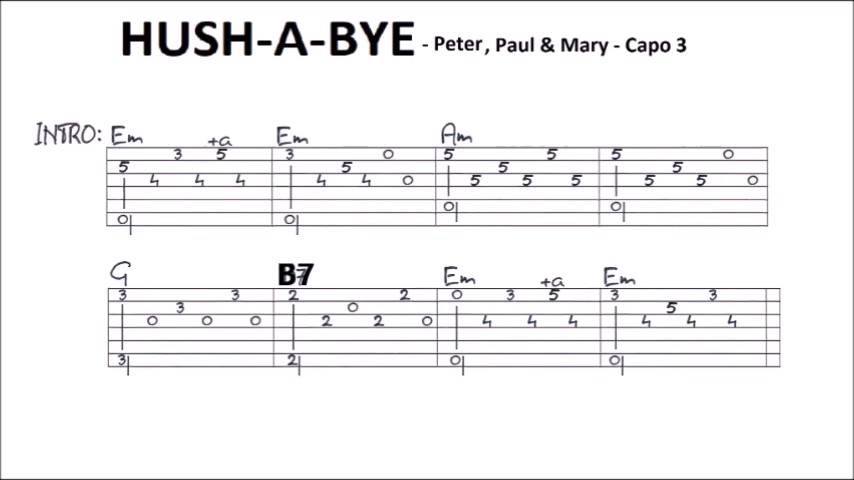 HUSH-A-BYE - Peter, Paul & Mary - Capo 3
INTRO: Em +a Em Am
5 4 3 4 5 4 0 3 4 5 4 0 0 0 5 5 5 5 5 5 0 5 5 5 5 0 0 0
G B7 Em +a Em
3 0 3 0 3 0 3 2 2 0 2 2 0 2 0 4 3 4 5 4 0 3 4 5 4 3 4 0